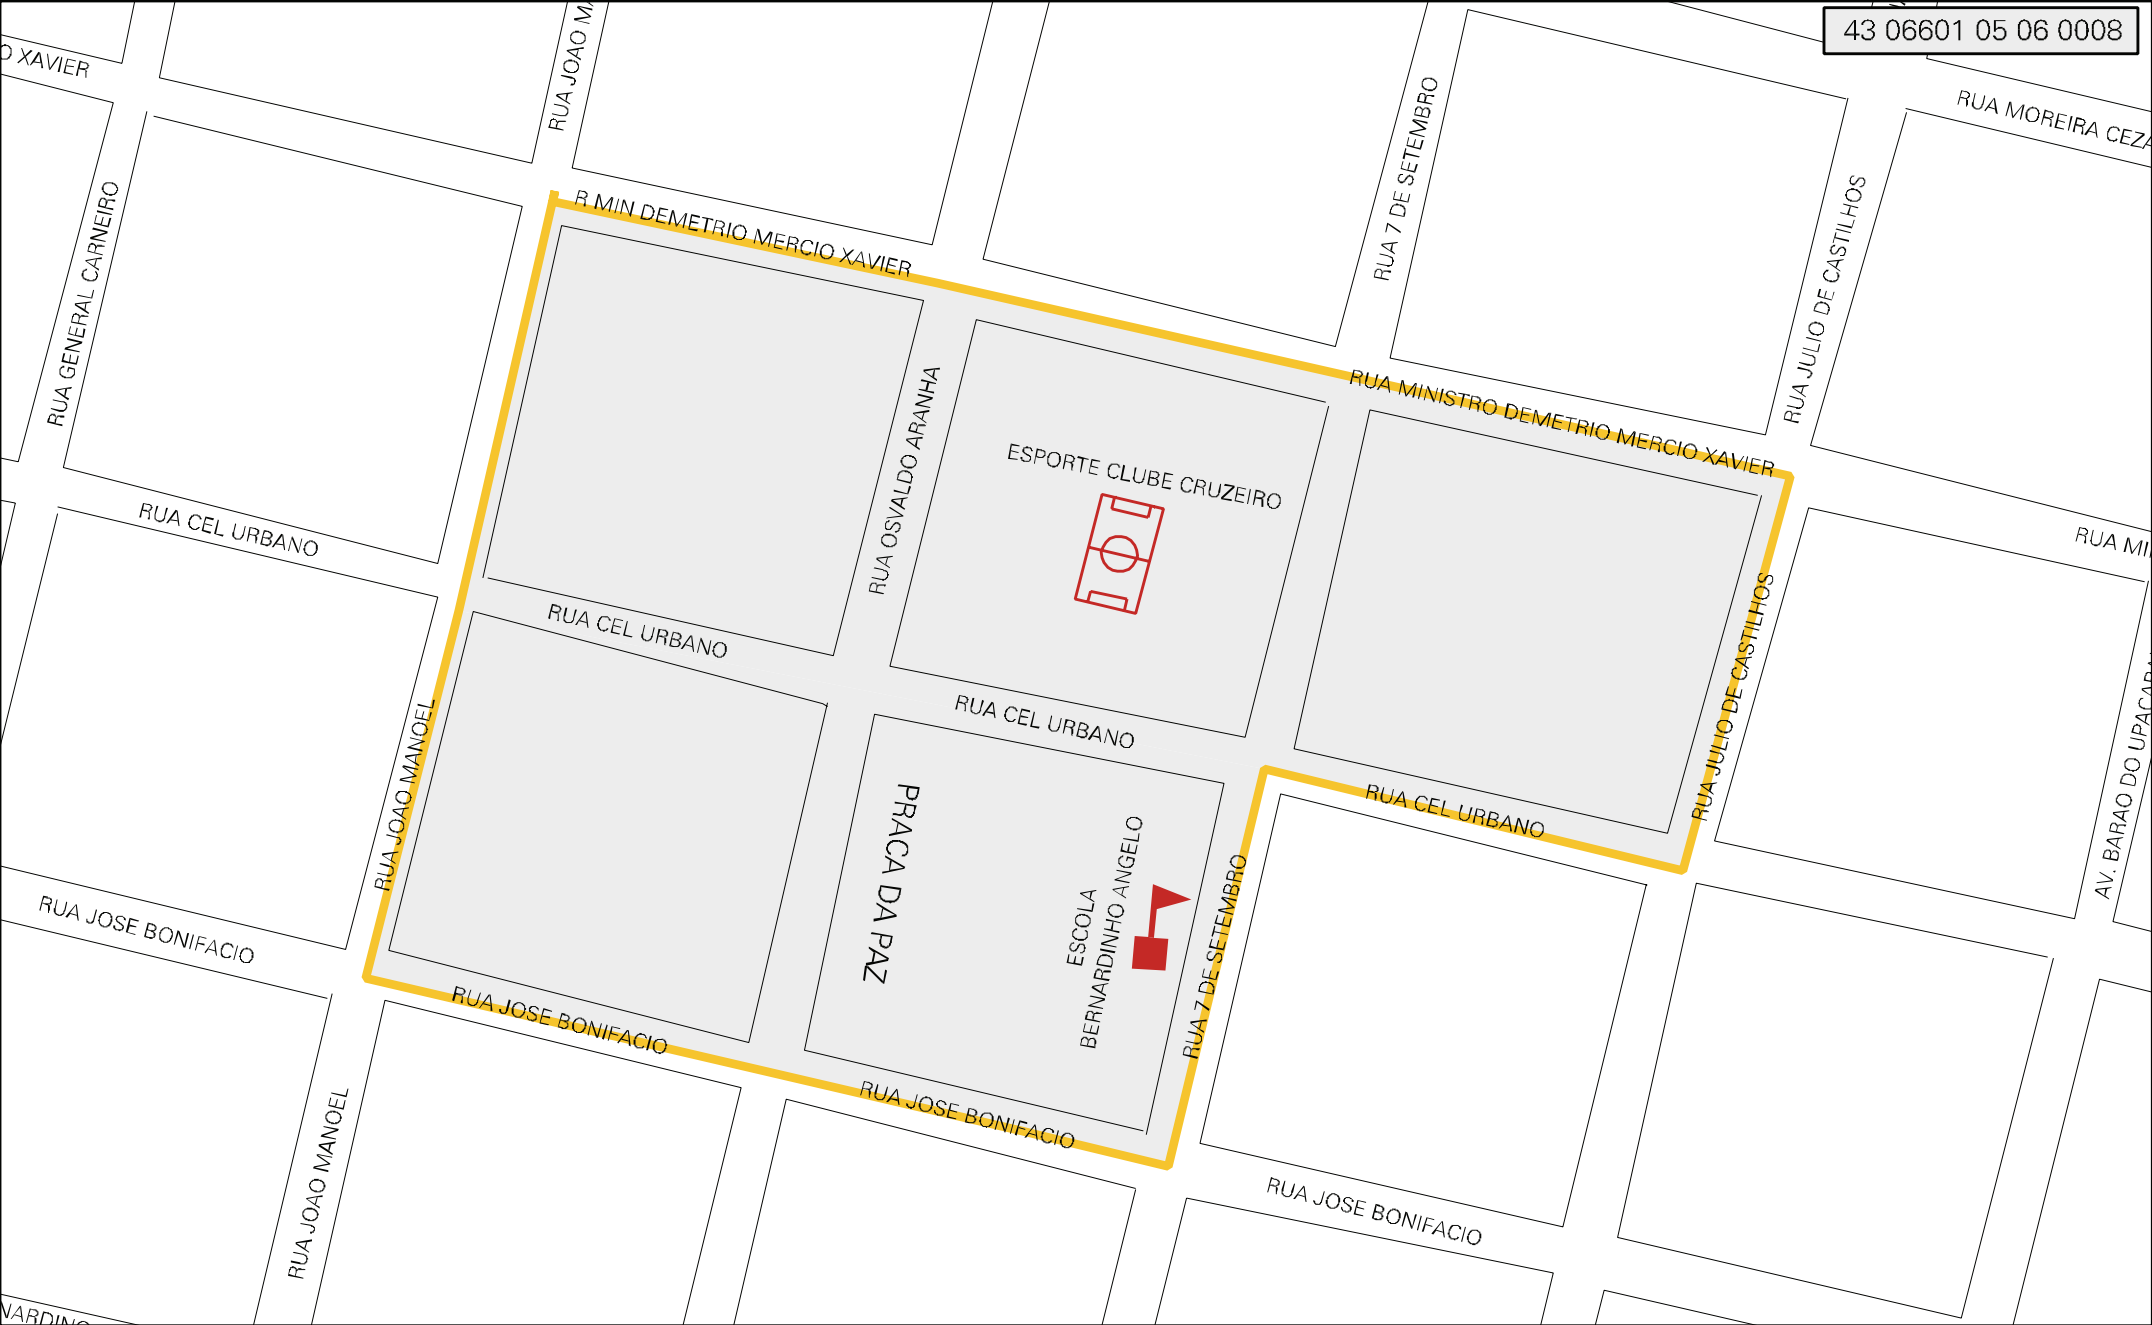 43 06601 05 06 0008
O XAVIER
RUA JOAO
RUA 7 DE SETEMBRO
RUA MOREIRA CEZA
RUA GENERAL CARNEIRO
RUA JULIO DE CASTILHOS
R MIN DEMETRIO MERCIO XAVIER
RUA MINISTRO DEMETRIO MERCIO XAVIER
RUA OSVALDO ARANHA
ESPORTE CLUBE CRUZEIRO
RUA CEL URBANO
RUA MI
RUA CEL URBANO
RUA CEL URBANO
RUA JULIO DE CASTILHOS
RUA JOAO MANOEL
RUA CEL URBANO
AV. BARAO DO UPACARAI
PRACA DA PAZ
ESCOLA
BERNARDINHO ANGELO
RUA 7 DE SETEMBRO
RUA JOSE BONIFACIO
RUA JOSE BONIFACIO
RUA JOSE BONIFACIO
RUA JOAO MANOEL
RUA JOSE BONIFACIO